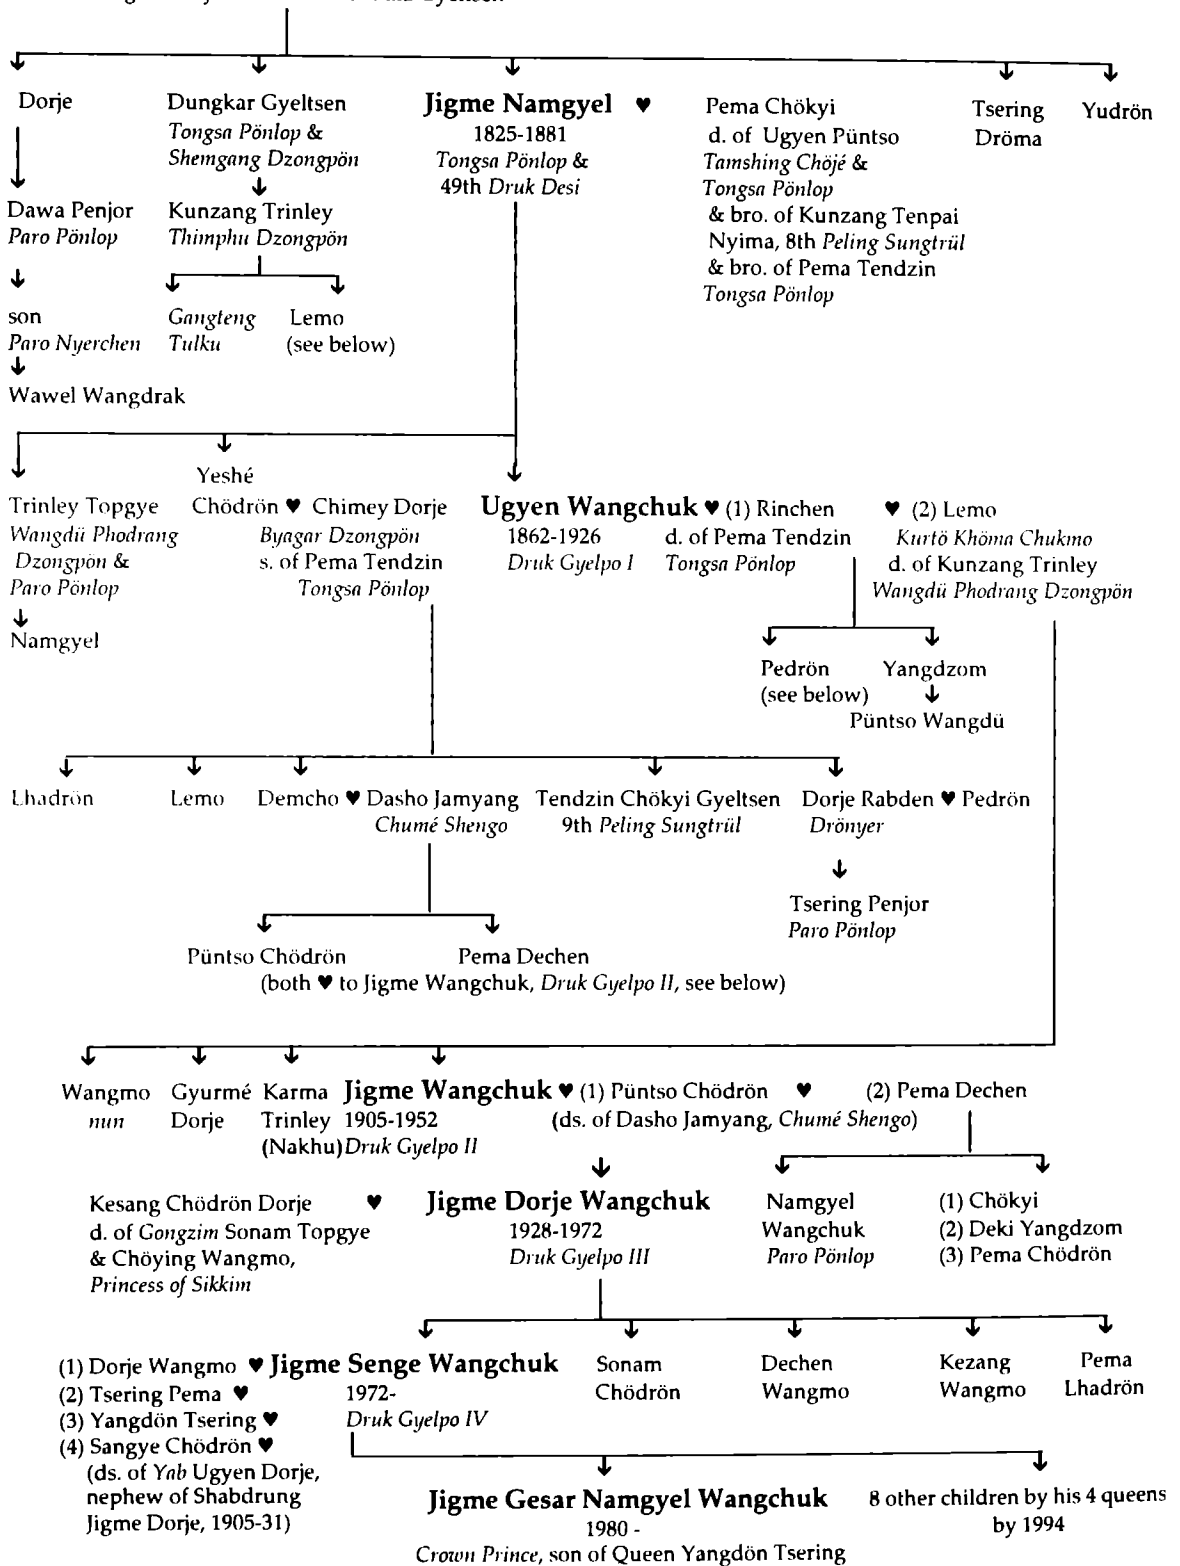 Dorje
Dungkar Gyeltsen
Tongsa Pönlop &
Shemgang Dzongpön
Jigme Namgyel ♥
1825-1881
Tongsa Pönlop &
49th Druk Desi
Pema Chökyi
d. of Ugyen Püntso
Tamshing Chöjé &
Tongsa Pönlop
& bro. of Kunzang Tenpai
Nyima, 8th Peling Sungtrül
& bro. of Pema Tendzin
Tongsa Pönlop
Tsering
Dröma
Yudrön
Dawa Penjor
Paro Pönlop
Kunzang Trinley
Thimphu Dzongpön
son
Paro Nyerchen
Gangteng
Tulku
Lemo
(see below)
Wawel Wangdrak
Trinley Topgye
Wangdü Phodrang
Dzongpön &
Paro Pönlop
Namgyel
Yeshé
Chödrön ♥ Chimey Dorje
Byagar Dzongpön
s. of Pema Tendzin
Tongsa Pönlop
Ugyen Wangchuk ♥ (1) Rinchen
1862-1926
Druk Gyelpo I
d. of Pema Tendzin
Tongsa Pönlop
♥ (2) Lemo
Kurtö Khöma Chukmo
d. of Kunzang Trinley
Wangdü Phodrang Dzongpön
Pedrön
(see below)
Yangdzom
Püntso Wangdü
Lhadrön
Lemo
Demcho ♥ Dasho Jamyang
Chumé Shengo
Tendzin Chökyi Gyeltsen
9th Peling Sungtrül
Dorje Rabden ♥ Pedrön
Drönyer
Tsering Penjor
Paro Pönlop
Püntso Chödrön
Pema Dechen
(both ♥ to Jigme Wangchuk, Druk Gyelpo II, see below)
Wangmo
nun
Gyurmé
Dorje
Karma
Trinley
(Nakhu)
Jigme Wangchuk ♥ (1) Püntso Chödrön ♥ (2) Pema Dechen
1905-1952
Druk Gyelpo II
(ds. of Dasho Jamyang, Chumé Shengo)
Kesang Chödrön Dorje ♥
d. of Gongzim Sonam Topgye
& Chöying Wangmo,
Princess of Sikkim
Jigme Dorje Wangchuk
1928-1972
Druk Gyelpo III
Namgyel
Wangchuk
Paro Pönlop
(1) Chökyi
(2) Deki Yangdzom
(3) Pema Chödrön
(1) Dorje Wangmo ♥ Jigme Senge Wangchuk
(2) Tsering Pema ♥
(3) Yangdön Tsering ♥
(4) Sangye Chödrön ♥
(ds. of Yab Ugyen Dorje,
nephew of Shabdrung
Jigme Dorje, 1905-31)
1972-
Druk Gyelpo IV
Sonam
Chödrön
Dechen
Wangmo
Kezang
Wangmo
Pema
Lhadrön
Jigme Gesar Namgyel Wangchuk
1980 -
Crown Prince, son of Queen Yangdön Tsering
8 other children by his 4 queens
by 1994